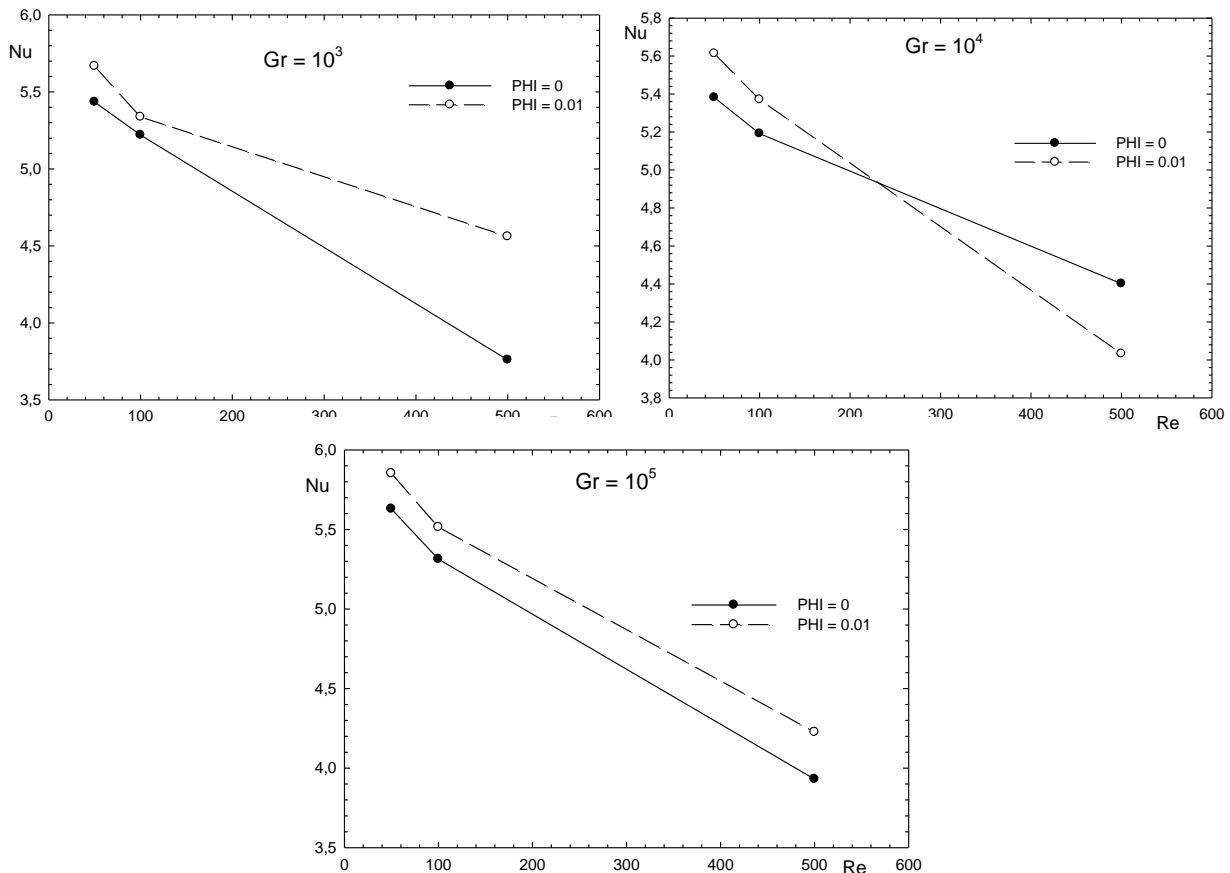 Gr = 10³
Nu
PHI = 0
PHI = 0.01
6,0
5,5
5,0
4,5
4,0
3,5
0 100 200 300 400 500 600
Gr = 10⁴
Nu
PHI = 0
PHI = 0.01
5,8
5,6
5,4
5,2
5,0
4,8
4,6
4,4
4,2
4,0
3,8
0 100 200 300 400 500 600
Re
Gr = 10⁵
Nu
PHI = 0
PHI = 0.01
6,0
5,5
5,0
4,5
4,0
3,5
0 100 200 300 400 500 600
Re